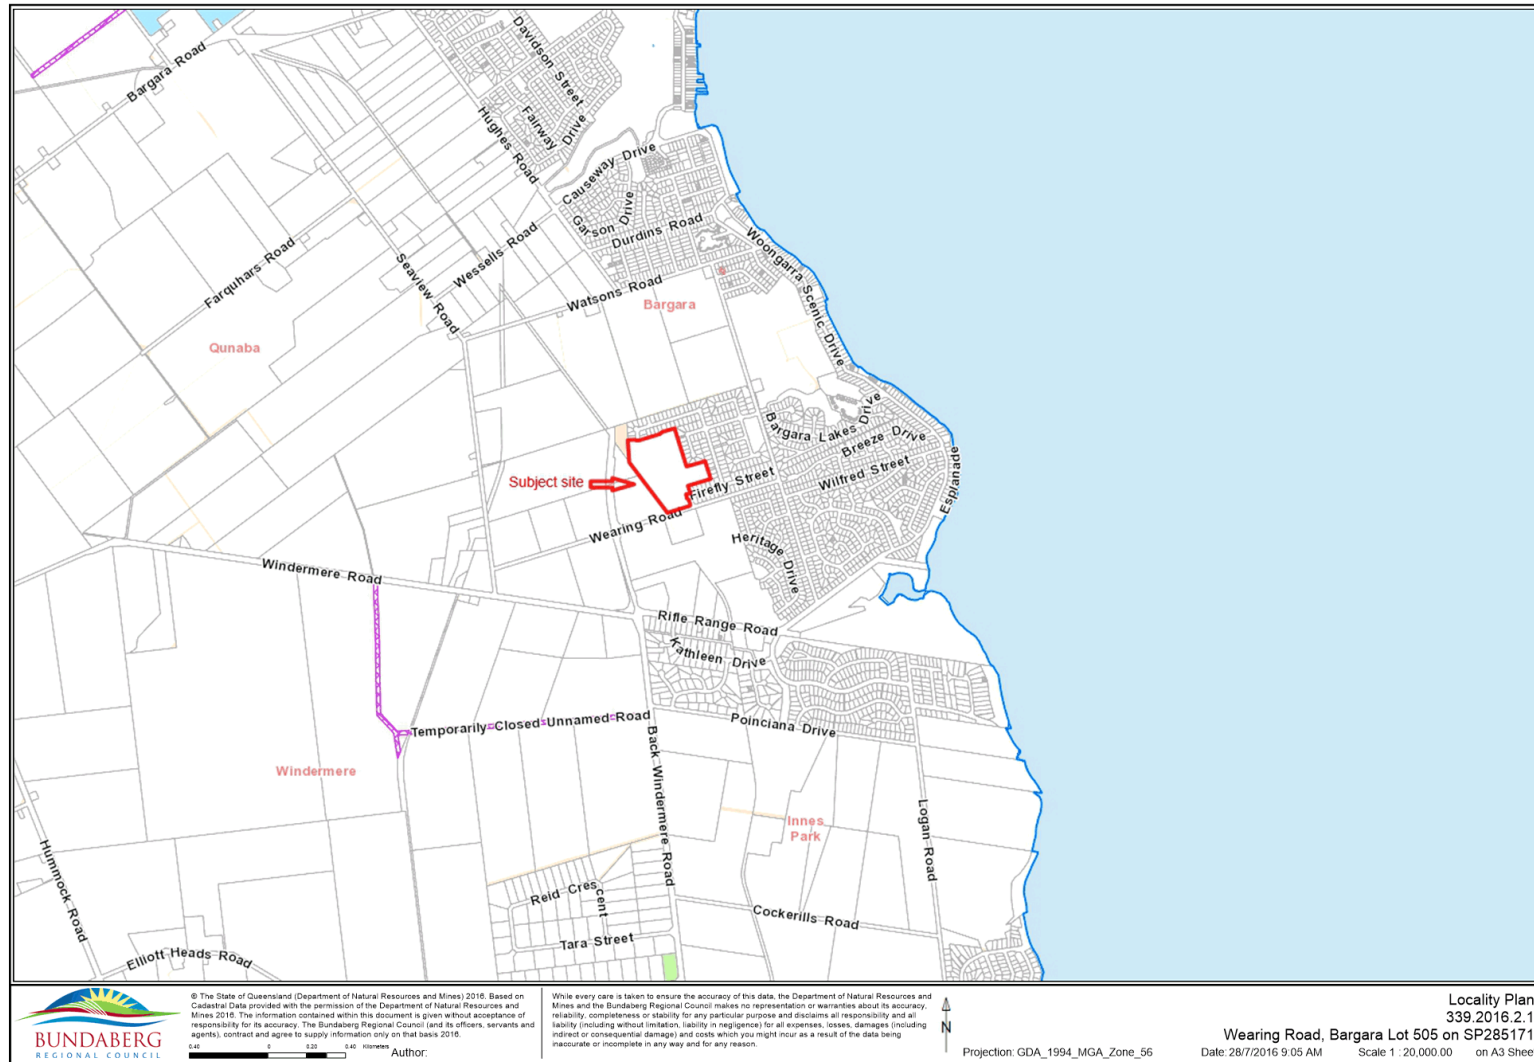 Davidson Street
Bargara Road
Fairway
Drive
Hughes Road
Causeway Drive
Garson
Drive
Durdins Road
Woongarra Scenic Drive
Farquhars Road
Wessells Road
Seaview Road
Watsons Road
Bargara
Qunaba
Bargara Lakes Drive
Breeze Drive
Wilfred Street
Esplanade
Subject site
Firefly Street
Wearing Road
Heritage Drive
Windermere Road
Rifle Range Road
Kathleen Drive
Temporarily Closed Unnamed Road
Poinciana Drive
Back Windermere Road
Windermere
Innes
Park
Logan Road
Hummock Road
Reid Crescent
Cockerills Road
Tara Street
Elliott Heads Road
BUNDABERG
REGIONAL COUNCIL
© The State of Queensland (Department of Natural Resources and Mines) 2016. Based on
Cadastral Data provided with the permission of the Department of Natural Resources and
Mines 2016. The information contained within this document is given without acceptance of
responsibility for its accuracy. The Bundaberg Regional Council (and its officers, servants and
agents), contract and agree to supply information only on that basis 2016.
0.40 0 0.20 0.40 Kilometers
Author:
While every care is taken to ensure the accuracy of this data, the Department of Natural Resources and
Mines and the Bundaberg Regional Council makes no representation or warranties about its accuracy,
reliability, completeness or stability for any particular purpose and disclaims all responsibility and all
liability (including without limitation, liability in negligence) for all expenses, losses, damages (including
indirect or consequential damage) and costs which you might incur as a result of the data being
inaccurate or incomplete in any way and for any reason.
N
Projection: GDA_1994_MGA_Zone_56
Locality Plan
339.2016.2.1
Wearing Road, Bargara Lot 505 on SP285171
Date: 28/7/2016 9:05 AM Scale 1 : 20,000.00 on A3 Shee